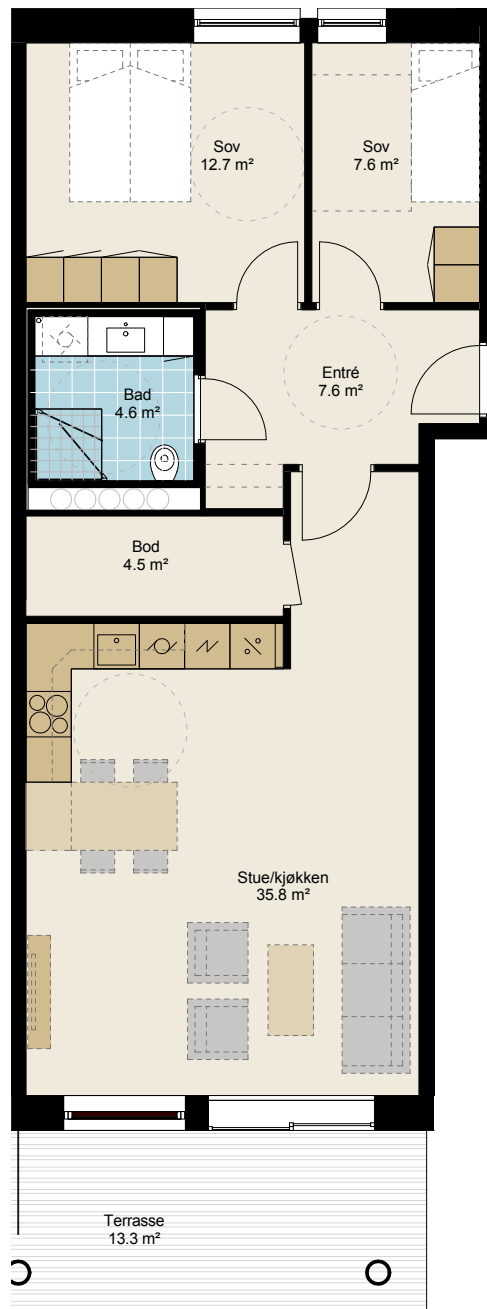 Sov
12.7 m²
Sov
7.6 m²
Entré
7.6 m²
Bad
4.6 m²
Bod
4.5 m²
Stue/kjøkken
35.8 m²
Terrasse
13.3 m²